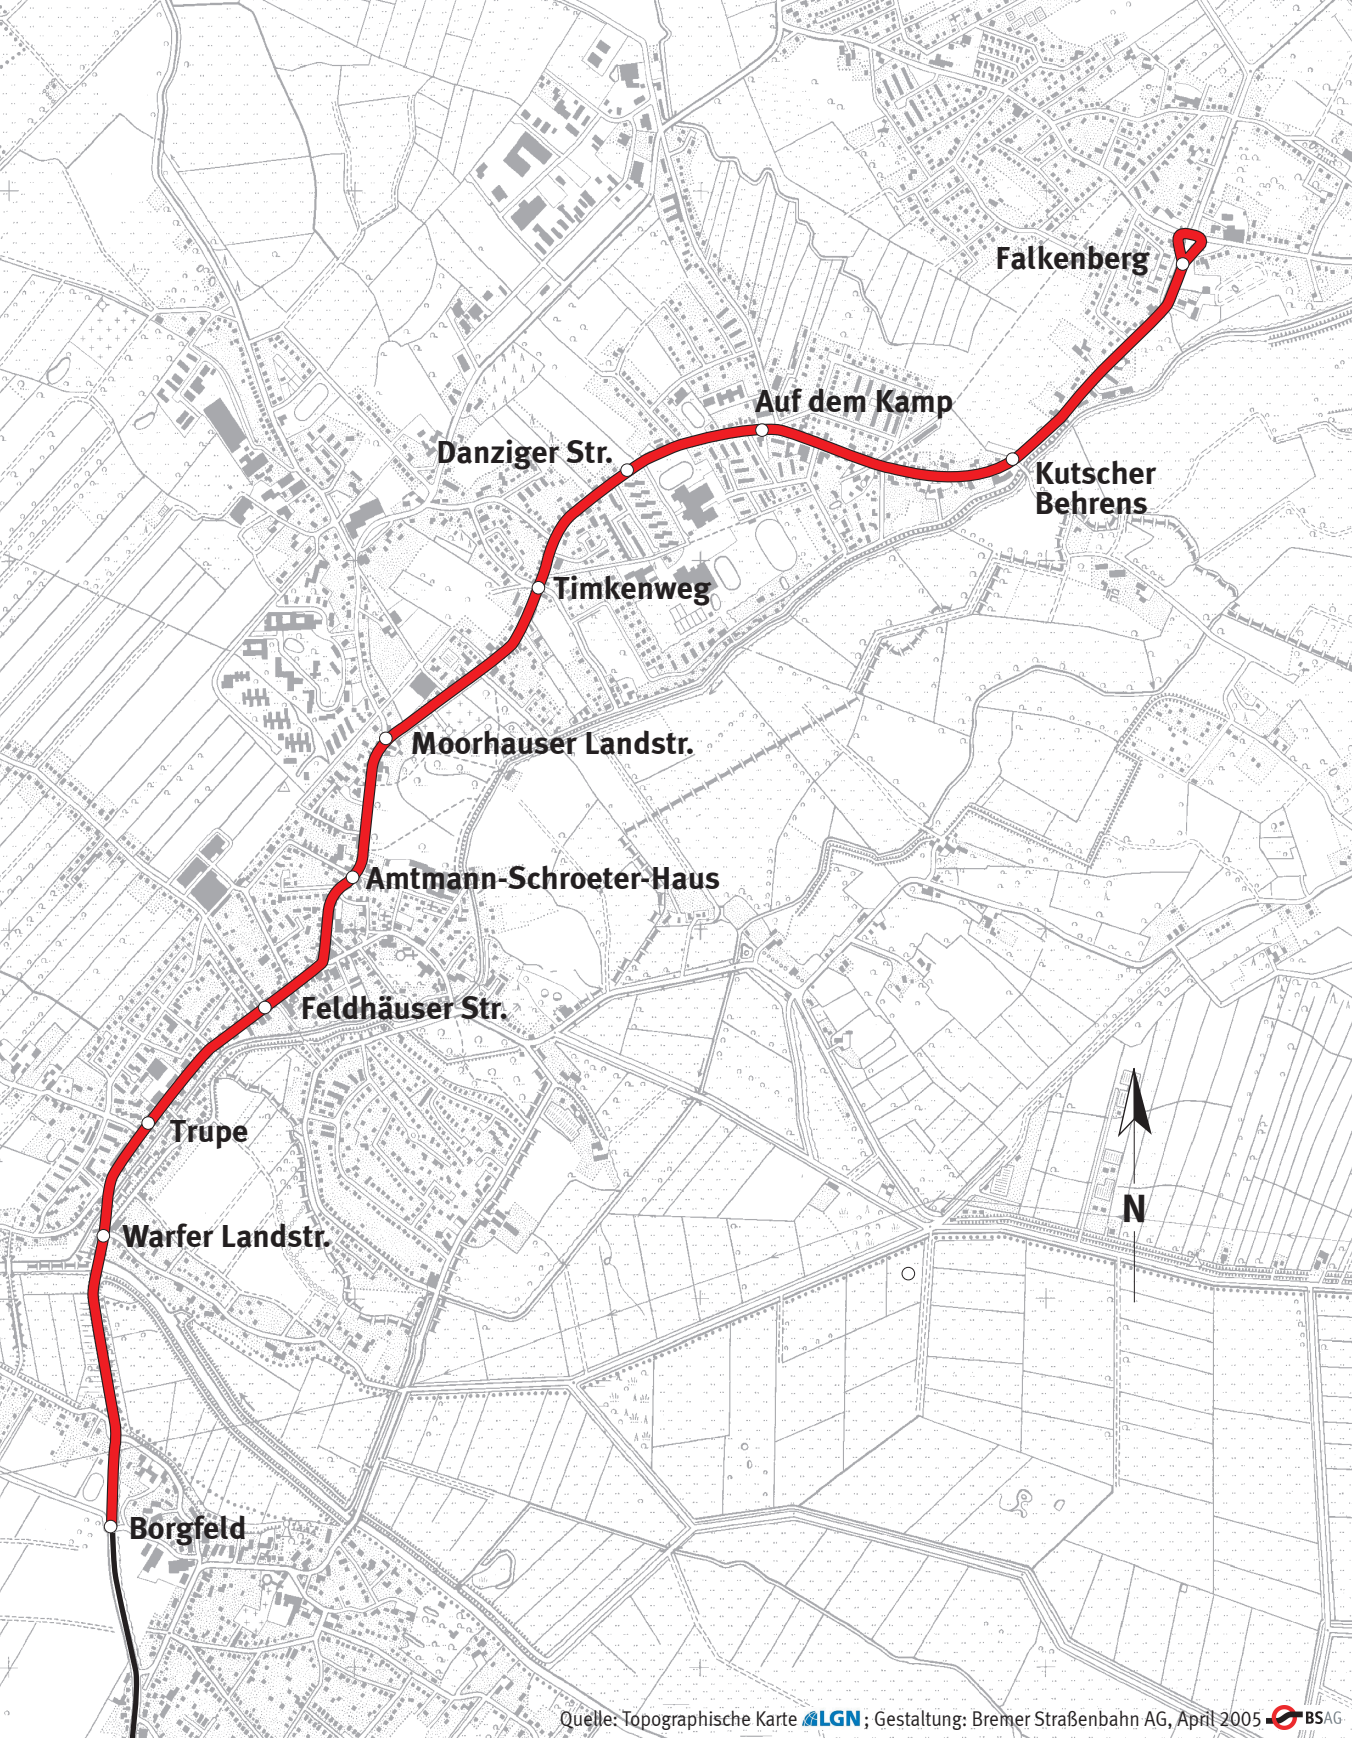 Falkenberg
Auf dem Kamp
Danziger Str.
Kutscher
Behrens
Timkenweg
Moorhauser Landstr.
Amtmann-Schroeter-Haus
Feldhäuser Str.
Trupe
N
Warfer Landstr.
Borgfeld
Quelle: Topographische Karte LGN ; Gestaltung: Bremer Straßenbahn AG, April 2005 BSAG